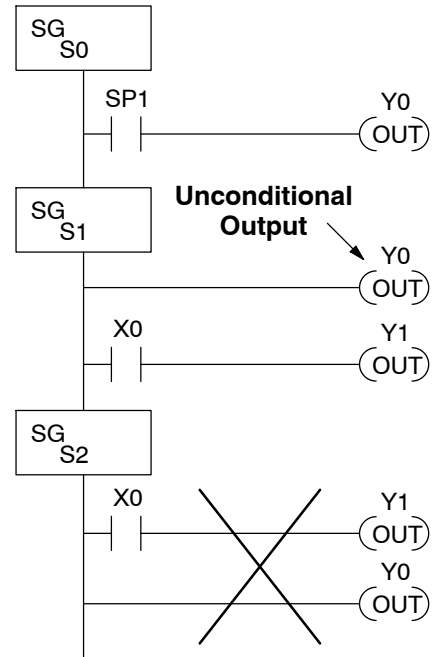 SG
S0
SP1
Y0
OUT
SG
S1
Unconditional
Output
Y0
OUT
X0
Y1
OUT
SG
S2
X0
Y1
OUT
Y0
OUT